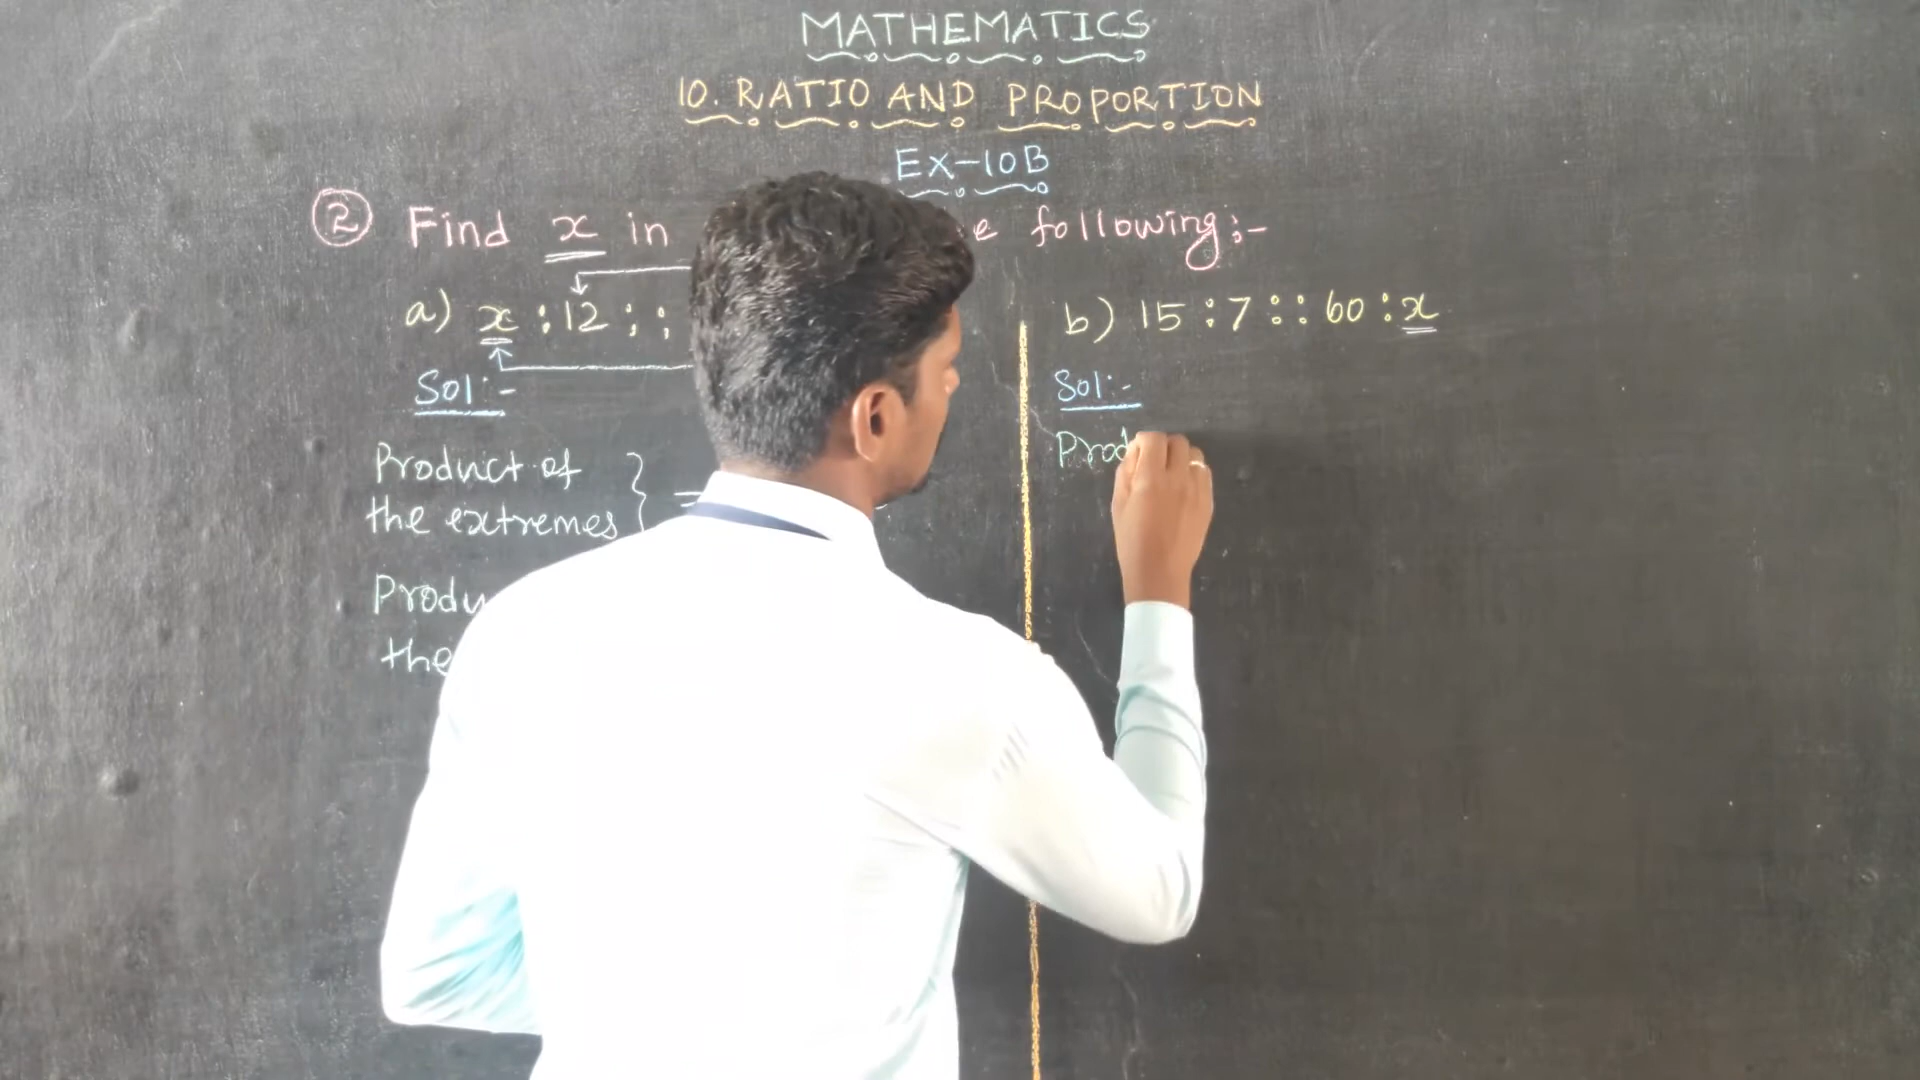 MATHEMATICS
10. RATIO AND PROPORTION
EX-10B
② Find x in
following:-
a) x : 12 : :
Sol:-
Product of
the extremes } =
Produ
the
b) 15 : 7 : : 60 : x
Sol:-
Prod